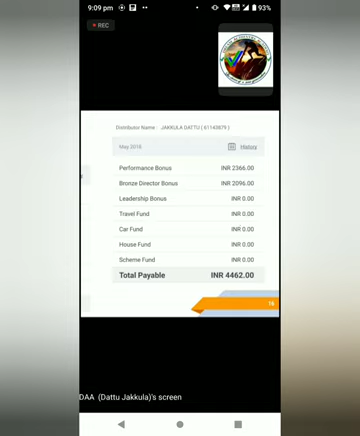 9:09 pm
93%
REC
Distributor Name : JAKKULA DATTU ( 61143879 )
May 2018 History
Performance Bonus INR 2366.00
Bronze Director Bonus INR 2096.00
Leadership Bonus INR 0.00
Travel Fund INR 0.00
Car Fund INR 0.00
House Fund INR 0.00
Scheme Fund INR 0.00
Total Payable INR 4462.00
16
DAA (Dattu Jakkula)'s screen